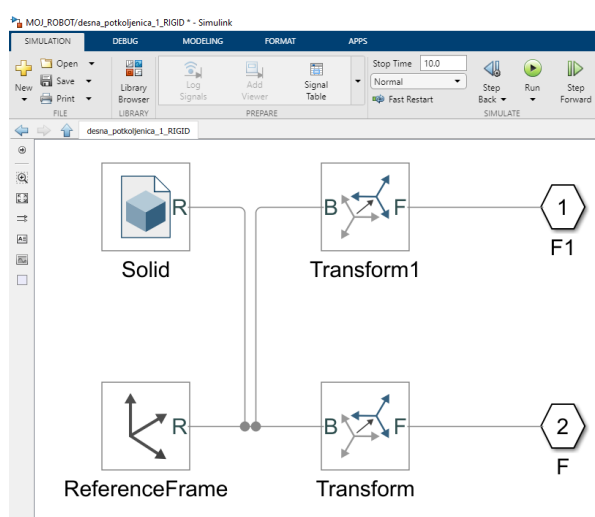 MOJ_ROBOT/desna_potkoljenica_1_RIGID * - Simulink
SIMULATION DEBUG MODELING FORMAT APPS
New
Open
Save
Print
FILE
Library
Browser
LIBRARY
Log
Signals
Add
Viewer
Signal
Table
PREPARE
Stop Time 10.0
Normal
Fast Restart
Step
Back
Run
Step
Forward
SIMULATE
desna_potkoljenica_1_RIGID
R
Solid
B F
Transform1
1
F1
R
ReferenceFrame
B F
Transform
2
F